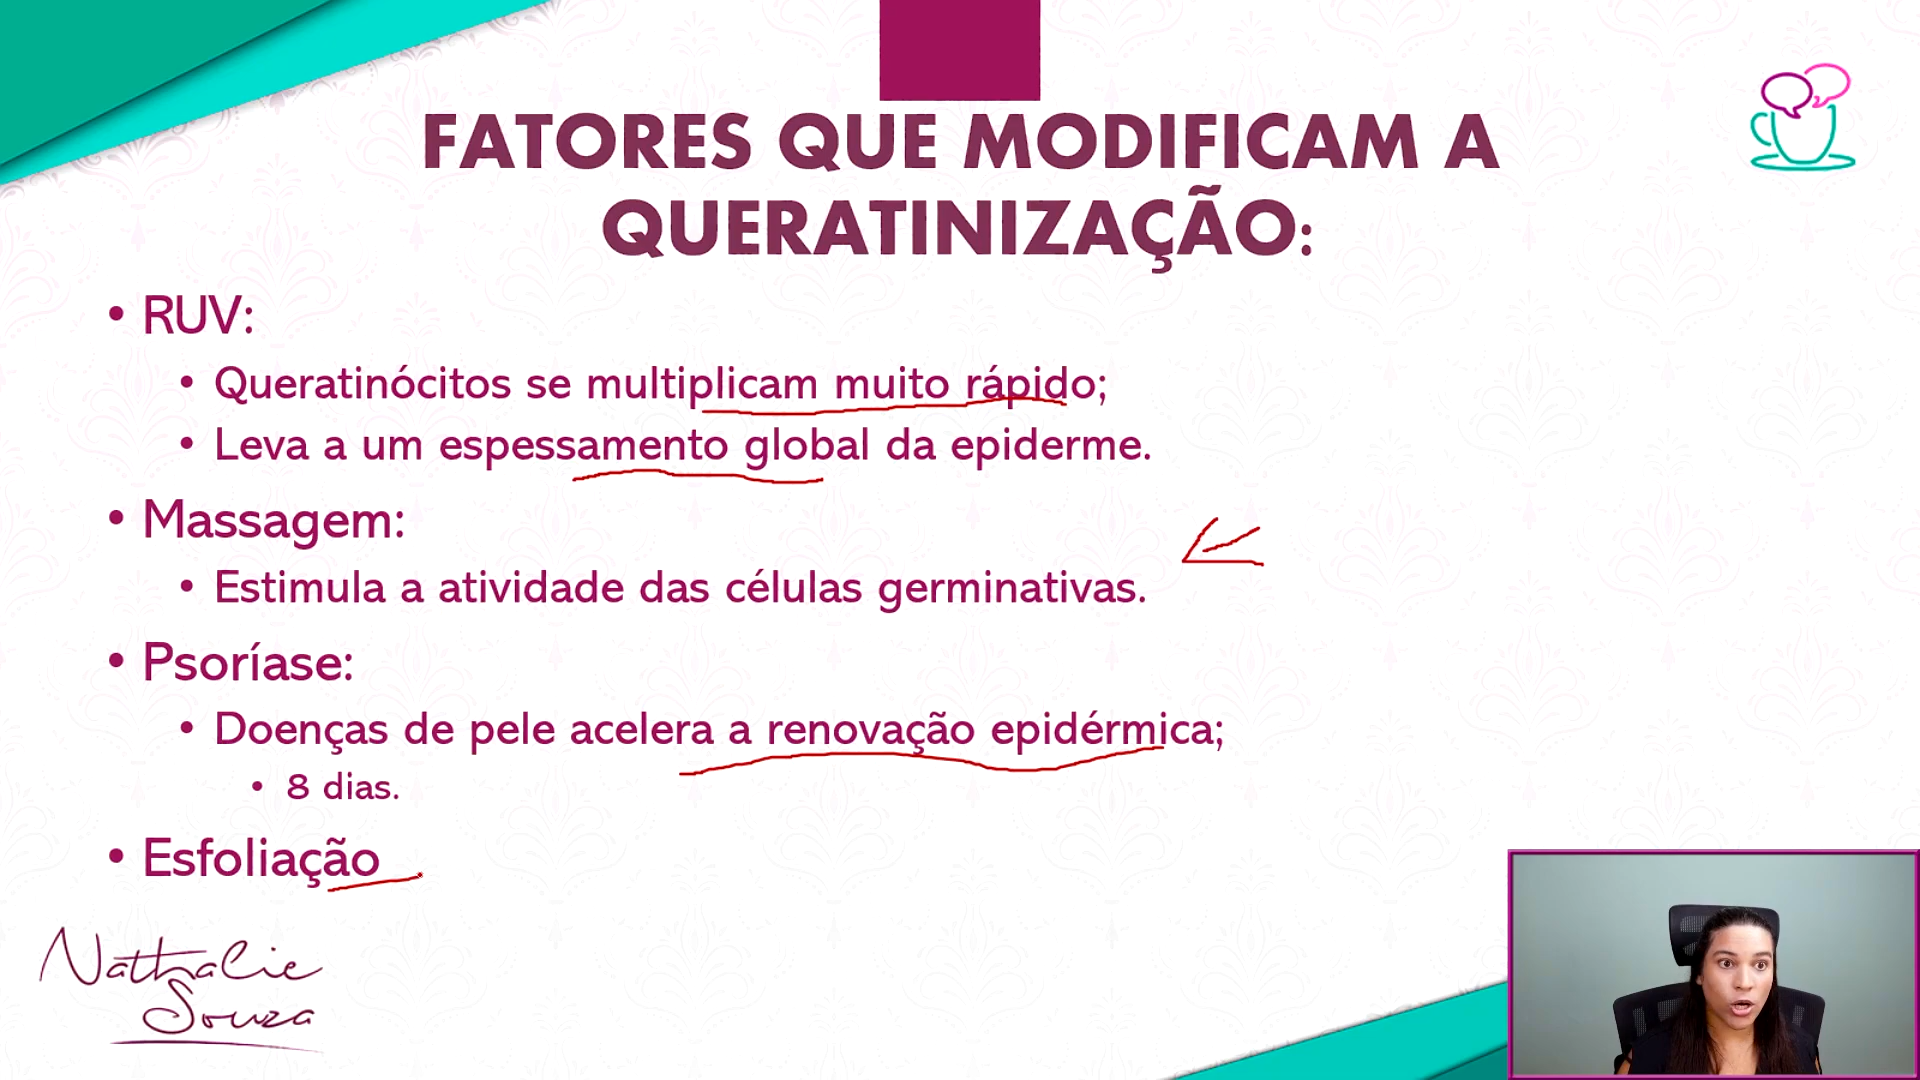 FATORES QUE MODIFICAM A
QUERATINIZAÇÃO:
• RUV:
• Queratinócitos se multiplicam muito rápido;
• Leva a um espessamento global da epiderme.
• Massagem:
• Estimula a atividade das células germinativas.
• Psoríase:
• Doenças de pele acelera a renovação epidérmica;
• 8 dias.
• Esfoliação
Nathalie
Souza